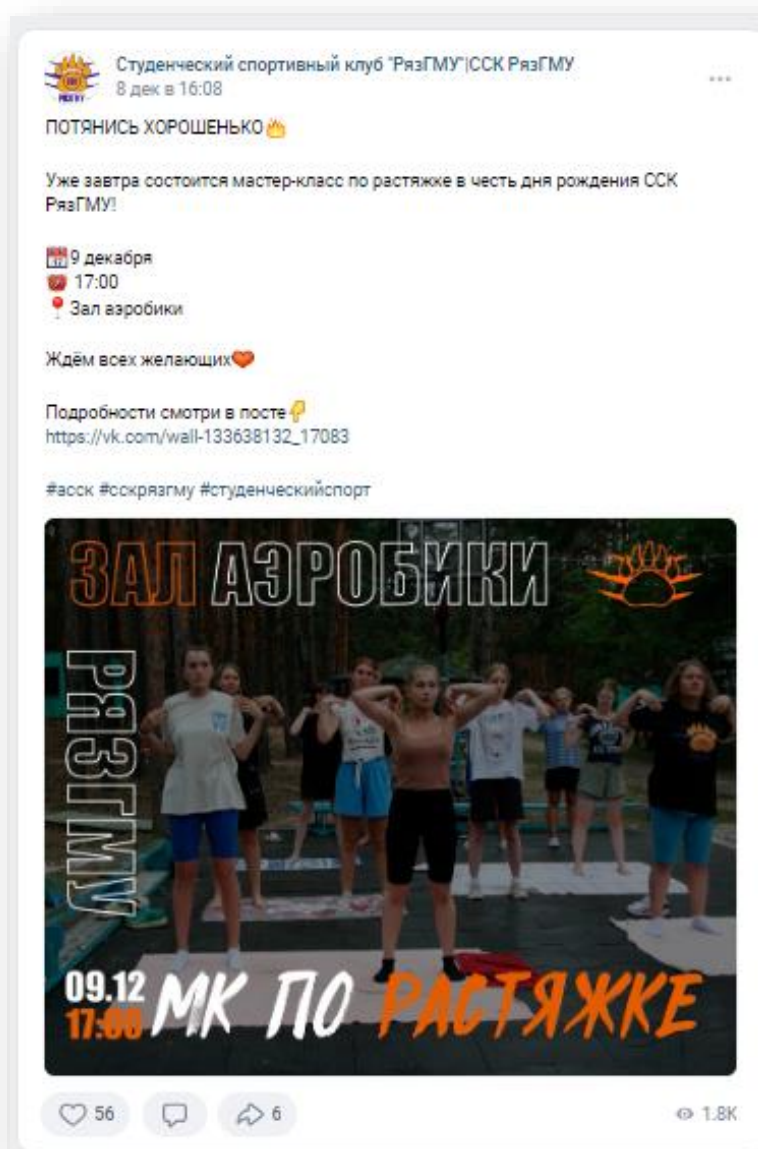 Студенческий спортивный клуб "РязГМУ"|ССК РязГМУ
8 дек в 16:08
ПОТЯНИСЬ ХОРОШЕНЬКО🔥
Уже завтра состоится мастер-класс по растяжке в честь дня рождения ССК
РязГМУ!
📅9 декабря
⏰ 17:00
📍Зал аэробики
Ждём всех желающих❤
Подробности смотри в посте👇
https://vk.com/wall-133638132_17083
#асск #сскрязгму #студенческийспорт
ЗАЛ АЭРОБИКИ
РЯЗГМУ
09.12
17:00
МК ПО РАСТЯЖКЕ
56
6
1.8K